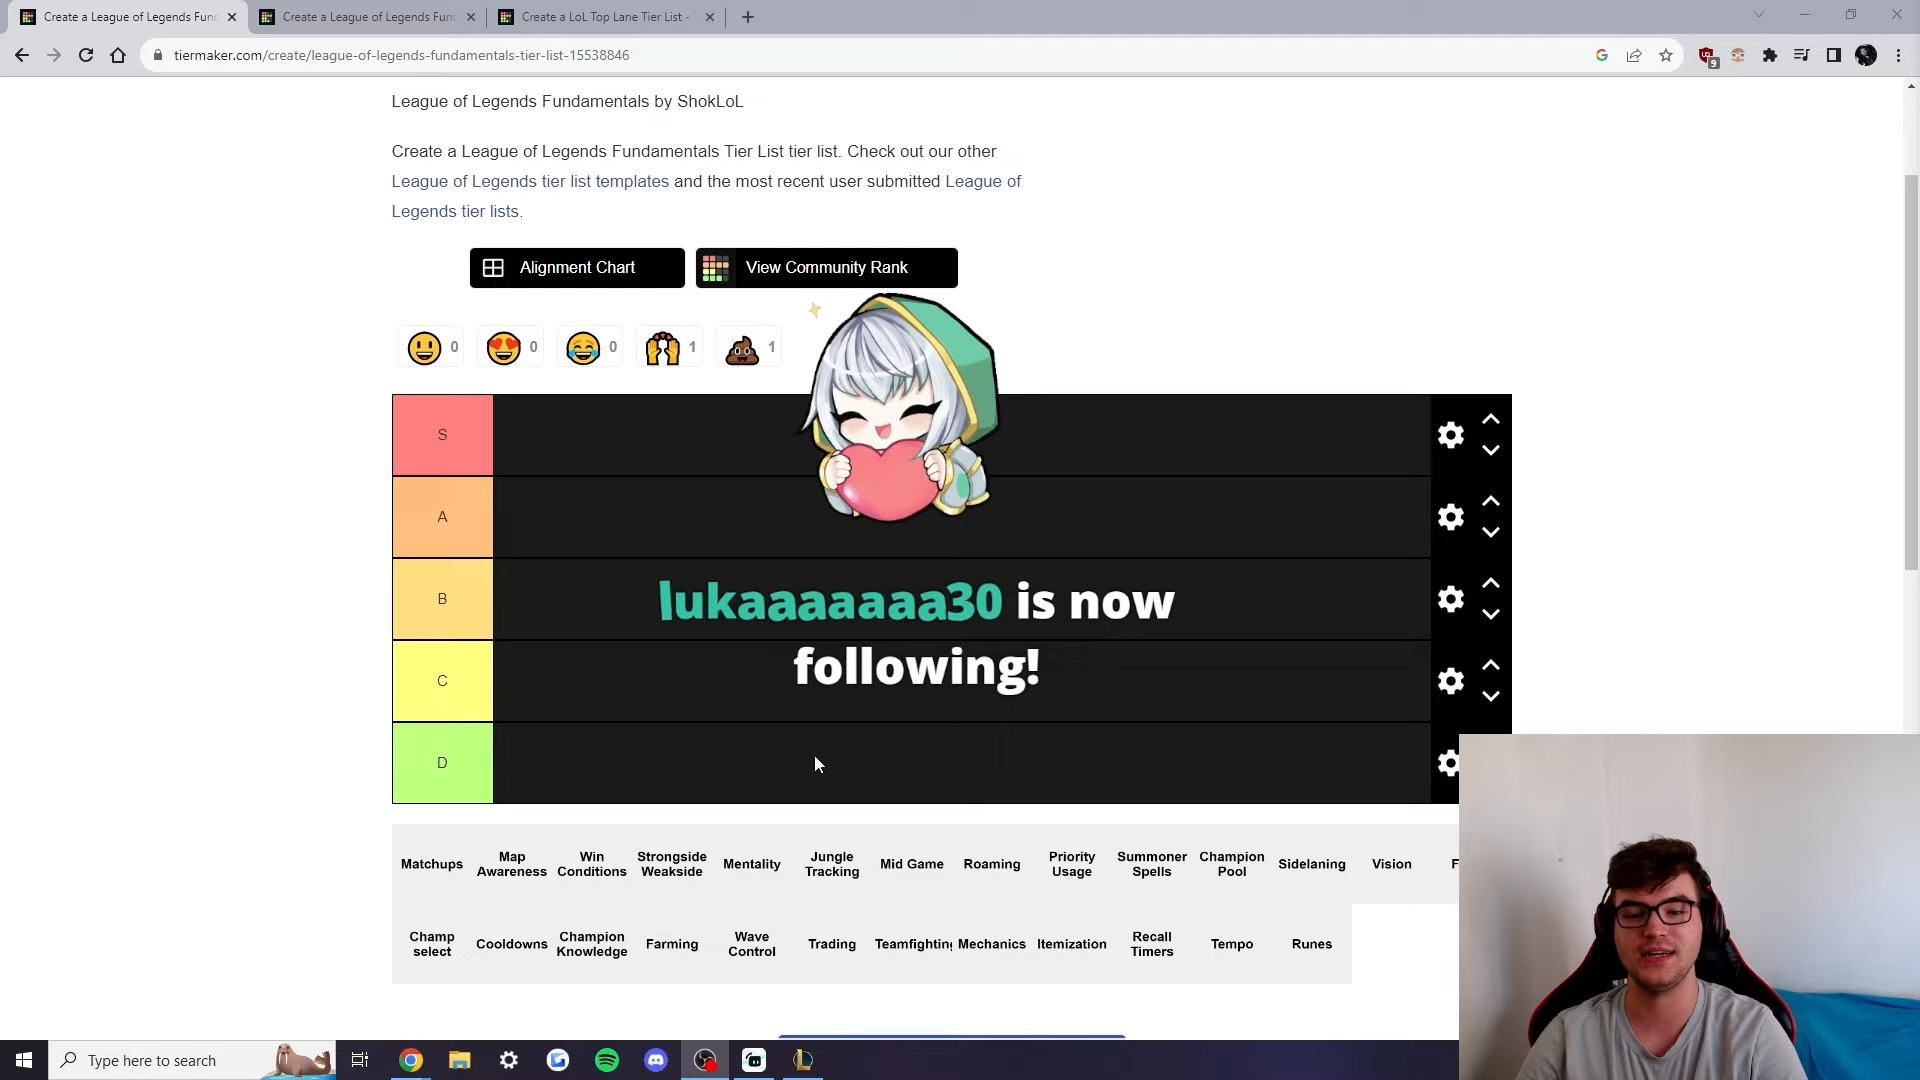 Create a League of Legends Func
Create a League of Legends Fun
Create a LoL Top Lane Tier List -
tiermaker.com/create/league-of-legends-fundamentals-tier-list-15538846
9
League of Legends Fundamentals by ShokLoL
Create a League of Legends Fundamentals Tier List tier list. Check out our other
League of Legends tier list templates and the most recent user submitted League of
Legends tier lists.
Alignment Chart
View Community Rank
0
0
0
1
1
S
A
B
C
D
lukaaaaaaa30 is now
following!
Matchups
Map
Awareness
Win
Conditions
Strongside
Weakside
Mentality
Jungle
Tracking
Mid Game
Roaming
Priority
Usage
Summoner
Spells
Champion
Pool
Sidelaning
Vision
F
Champ
select
Cooldowns
Champion
Knowledge
Farming
Wave
Control
Trading
Teamfighting
Mechanics
Itemization
Recall
Timers
Tempo
Runes
Type here to search